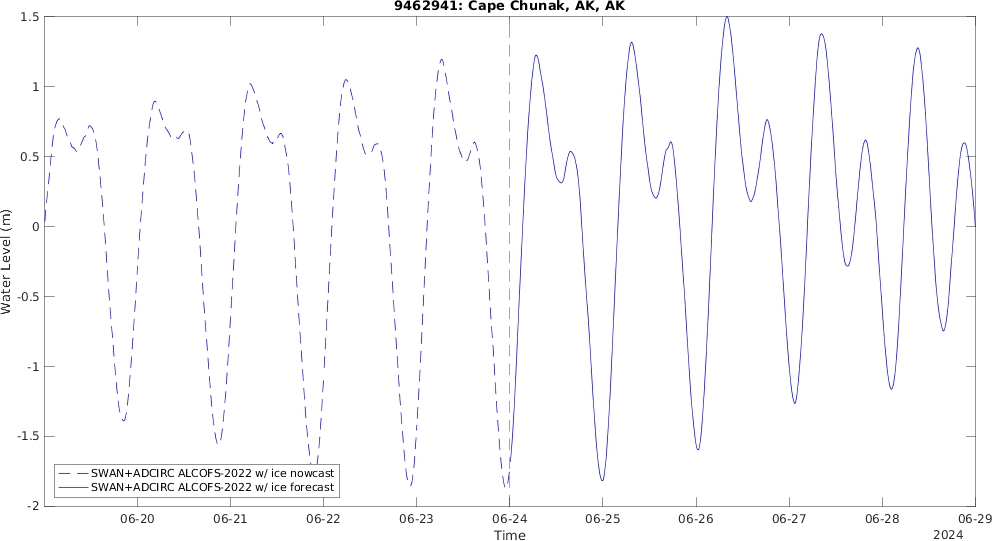 9462941: Cape Chunak, AK, AK
1.5
1
0.5
0
-0.5
-1
-1.5
-2
Water Level (m)
SWAN+ADCIRC ALCOFS-2022 w/ ice nowcast
SWAN+ADCIRC ALCOFS-2022 w/ ice forecast
06-20 06-21 06-22 06-23 06-24 06-25 06-26 06-27 06-28 06-29
Time
2024